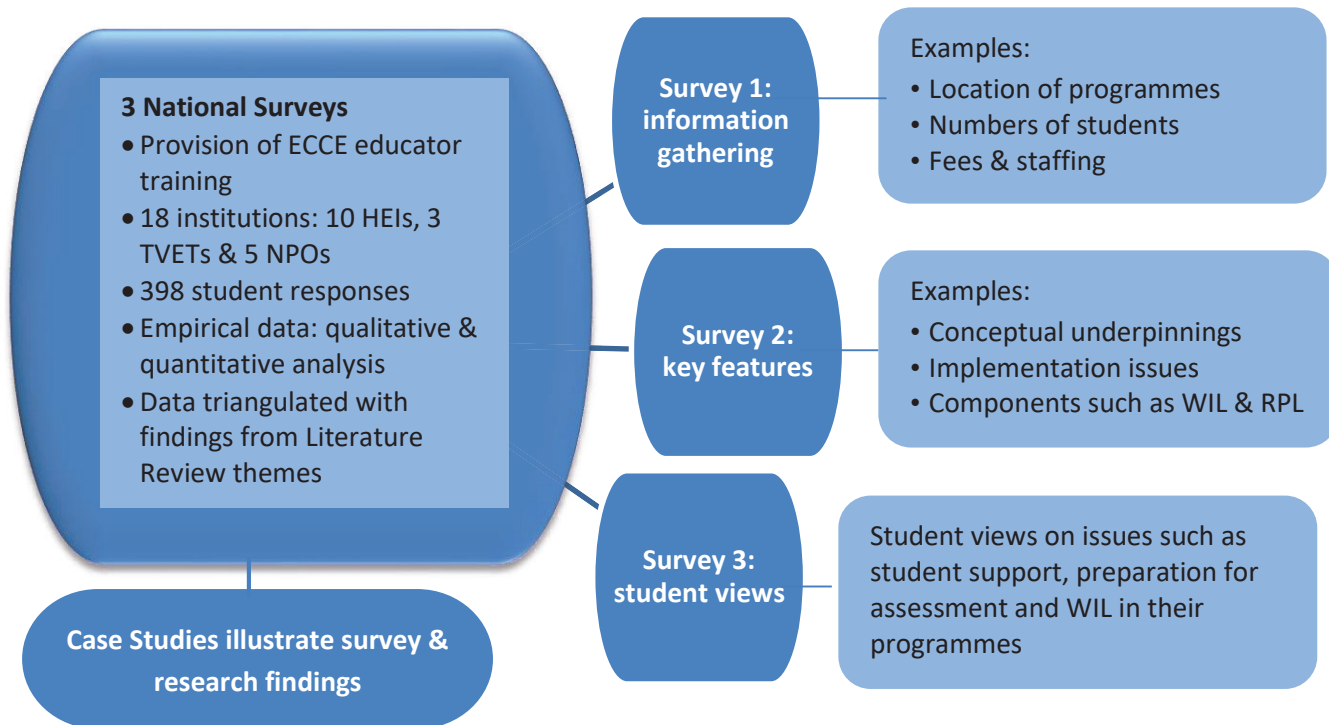 3 National Surveys
• Provision of ECCE educator
training
• 18 institutions: 10 HEIs, 3
TVETs & 5 NPOs
• 398 student responses
• Empirical data: qualitative &
quantitative analysis
• Data triangulated with
findings from Literature
Review themes
Case Studies illustrate survey &
research findings
Survey 1:
information
gathering
Examples:
• Location of programmes
• Numbers of students
• Fees & staffing
Survey 2:
key features
Examples:
• Conceptual underpinnings
• Implementation issues
• Components such as WIL & RPL
Survey 3:
student views
Student views on issues such as
student support, preparation for
assessment and WIL in their
programmes